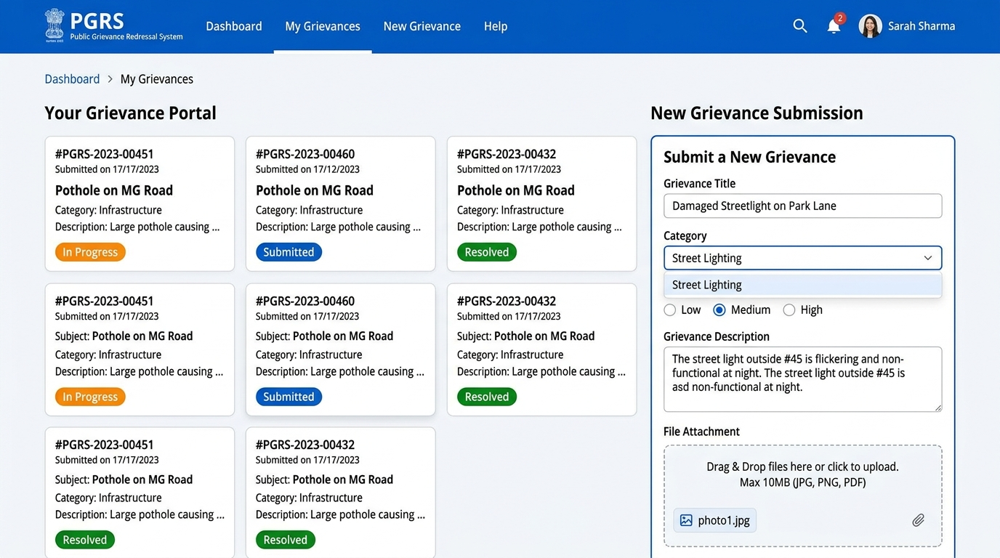 PGRS
Public Grievance Redressal System
Dashboard
My Grievances
New Grievance
Help
2
Sarah Sharma
Dashboard > My Grievances
Your Grievance Portal
#PGRS-2023-00451
Submitted on 17/17/2023
Pothole on MG Road
Category: Infrastructure
Description: Large pothole causing ...
In Progress
#PGRS-2023-00460
Submitted on 17/12/2023
Pothole on MG Road
Category: Infrastructure
Description: Large pothole causing ...
Submitted
#PGRS-2023-00432
Submitted on 17/17/2023
Pothole on MG Road
Category: Infrastructure
Description: Large pothole causing ...
Resolved
#PGRS-2023-00451
Submitted on 17/17/2023
Subject: Pothole on MG Road
Category: Infrastructure
Description: Large pothole causing ...
In Progress
#PGRS-2023-00460
Submitted on 17/17/2023
Subject: Pothole on MG Road
Category: Infrastructure
Description: Large pothole causing ...
Submitted
#PGRS-2023-00432
Submitted on 17/17/2023
Subject: Pothole on MG Road
Category: Infrastructure
Description: Large pothole causing ...
Resolved
#PGRS-2023-00451
Submitted on 17/17/2023
Subject: Pothole on MG Road
Category: Infrastructure
Description: Large pothole causing ...
Resolved
#PGRS-2023-00432
Submitted on 17/17/2023
Subject: Pothole on MG Road
Category: Infrastructure
Description: Large pothole causing ...
Resolved
New Grievance Submission
Submit a New Grievance
Grievance Title
Damaged Streetlight on Park Lane
Category
Street Lighting
Street Lighting
Low
Medium
High
Grievance Description
The street light outside #45 is flickering and non-
functional at night. The street light outside #45 is
asd non-functional at night.
File Attachment
Drag & Drop files here or click to upload.
Max 10MB (JPG, PNG, PDF)
photo1.jpg